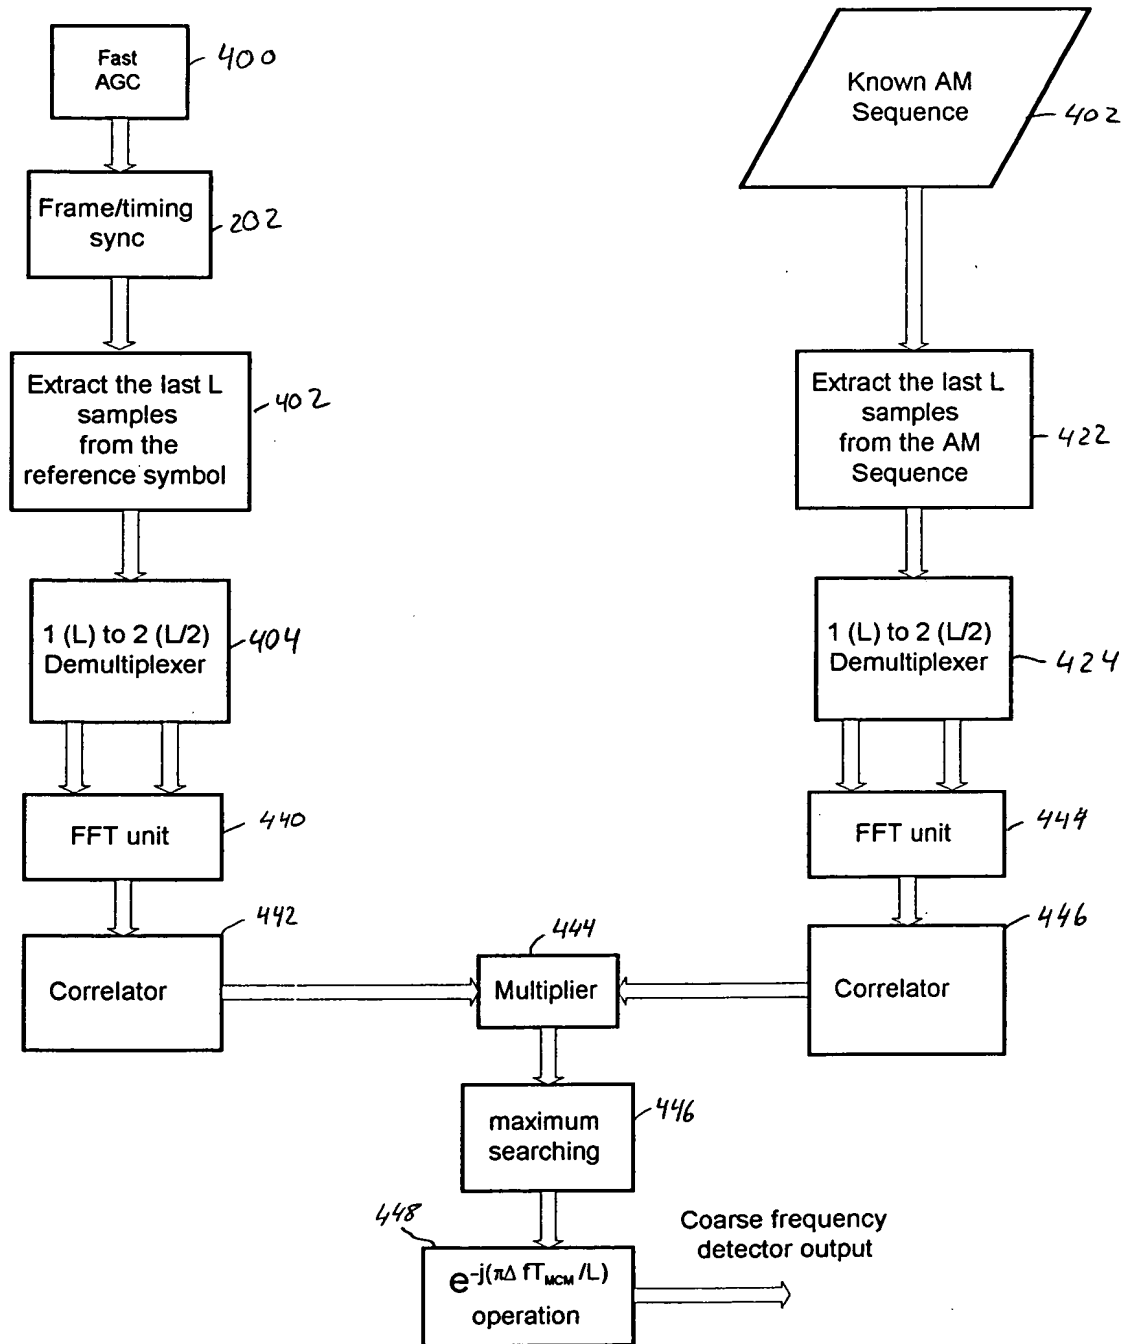 Fast
AGC
400
Known AM
Sequence
402
Frame/timing
sync
202
Extract the last L
samples
from the
reference symbol
402
Extract the last L
samples
from the AM
Sequence
422
1 (L) to 2 (L/2)
Demultiplexer
404
1 (L) to 2 (L/2)
Demultiplexer
424
FFT unit
440
FFT unit
444
442
Correlator
444
Multiplier
446
Correlator
maximum
searching
446
448
e^-j(πΔ fT_MCM /L)
operation
Coarse frequency
detector output